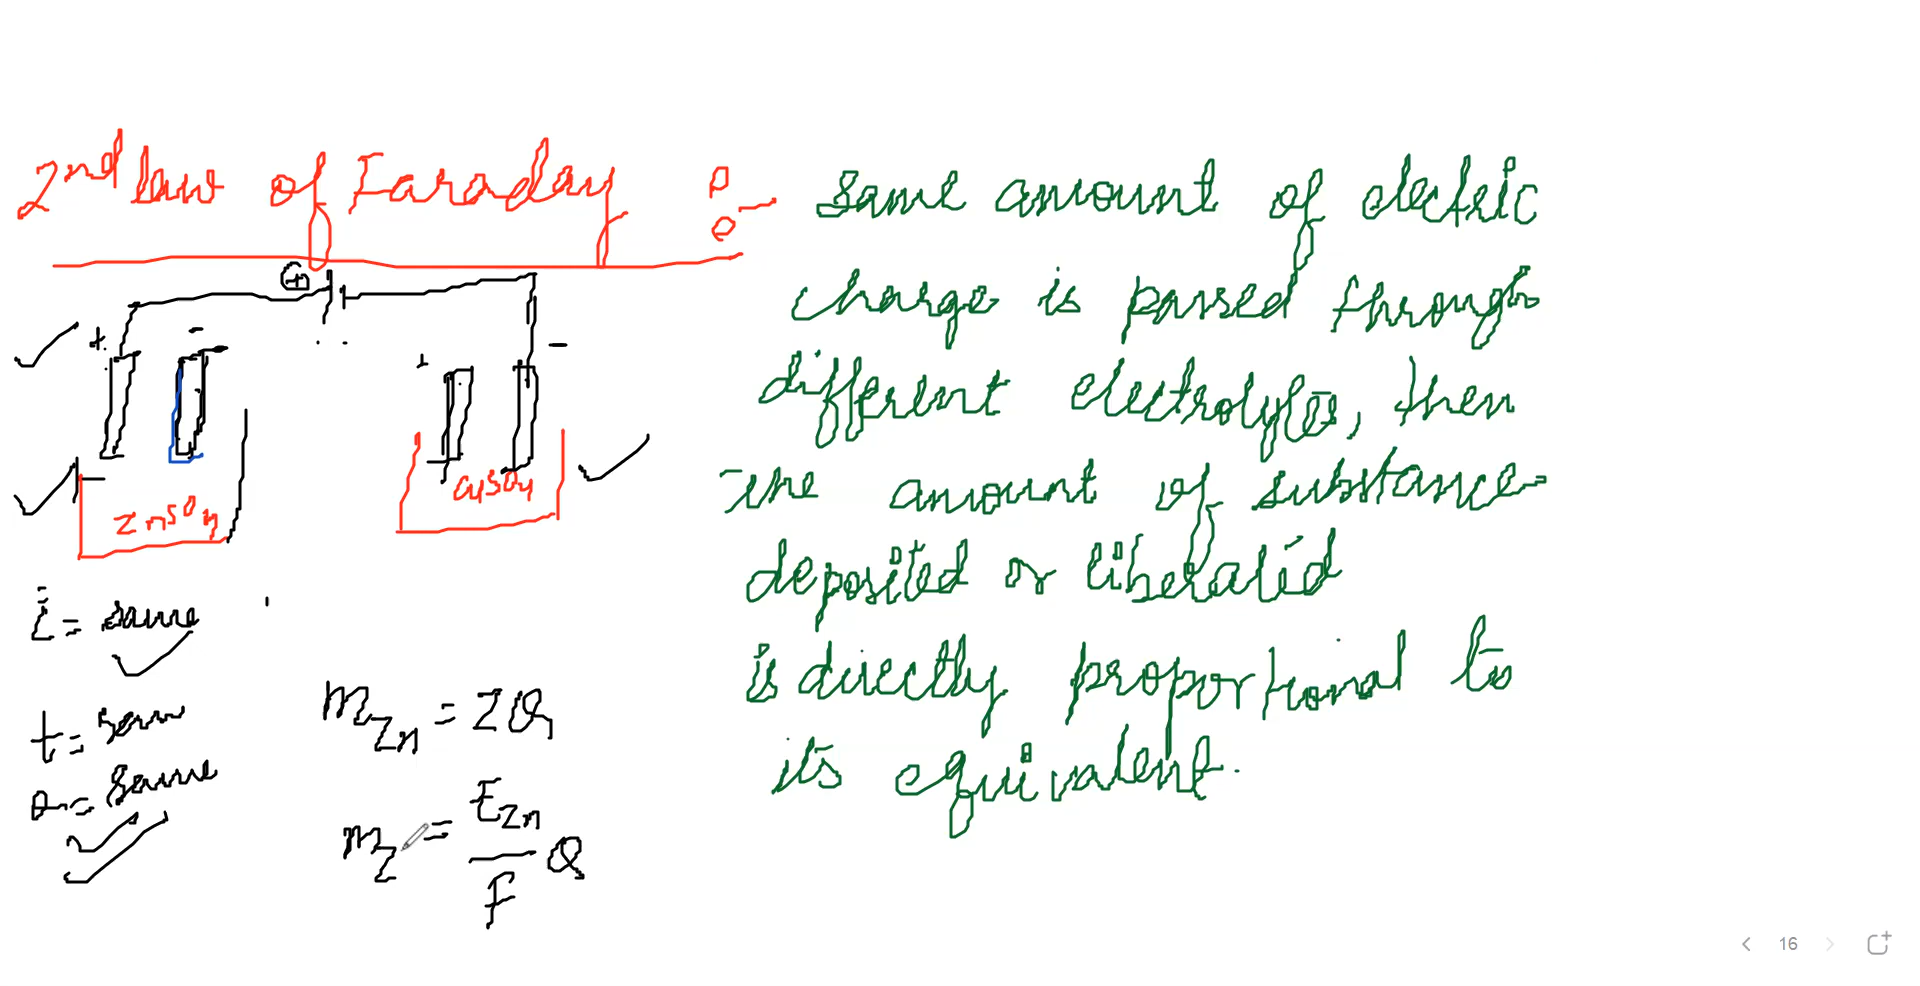 2nd law of Faraday :-
same amount of electric
charge is passed through
different electrolytes, then
The amount of substance
deposited or liberated
is directly proportional to
its equivalent.
+ -
+ -
ZnSO4
CuSO4
i = same
t = same
Q = same
mZn = ZQ
mZ = EZn/F Q
16